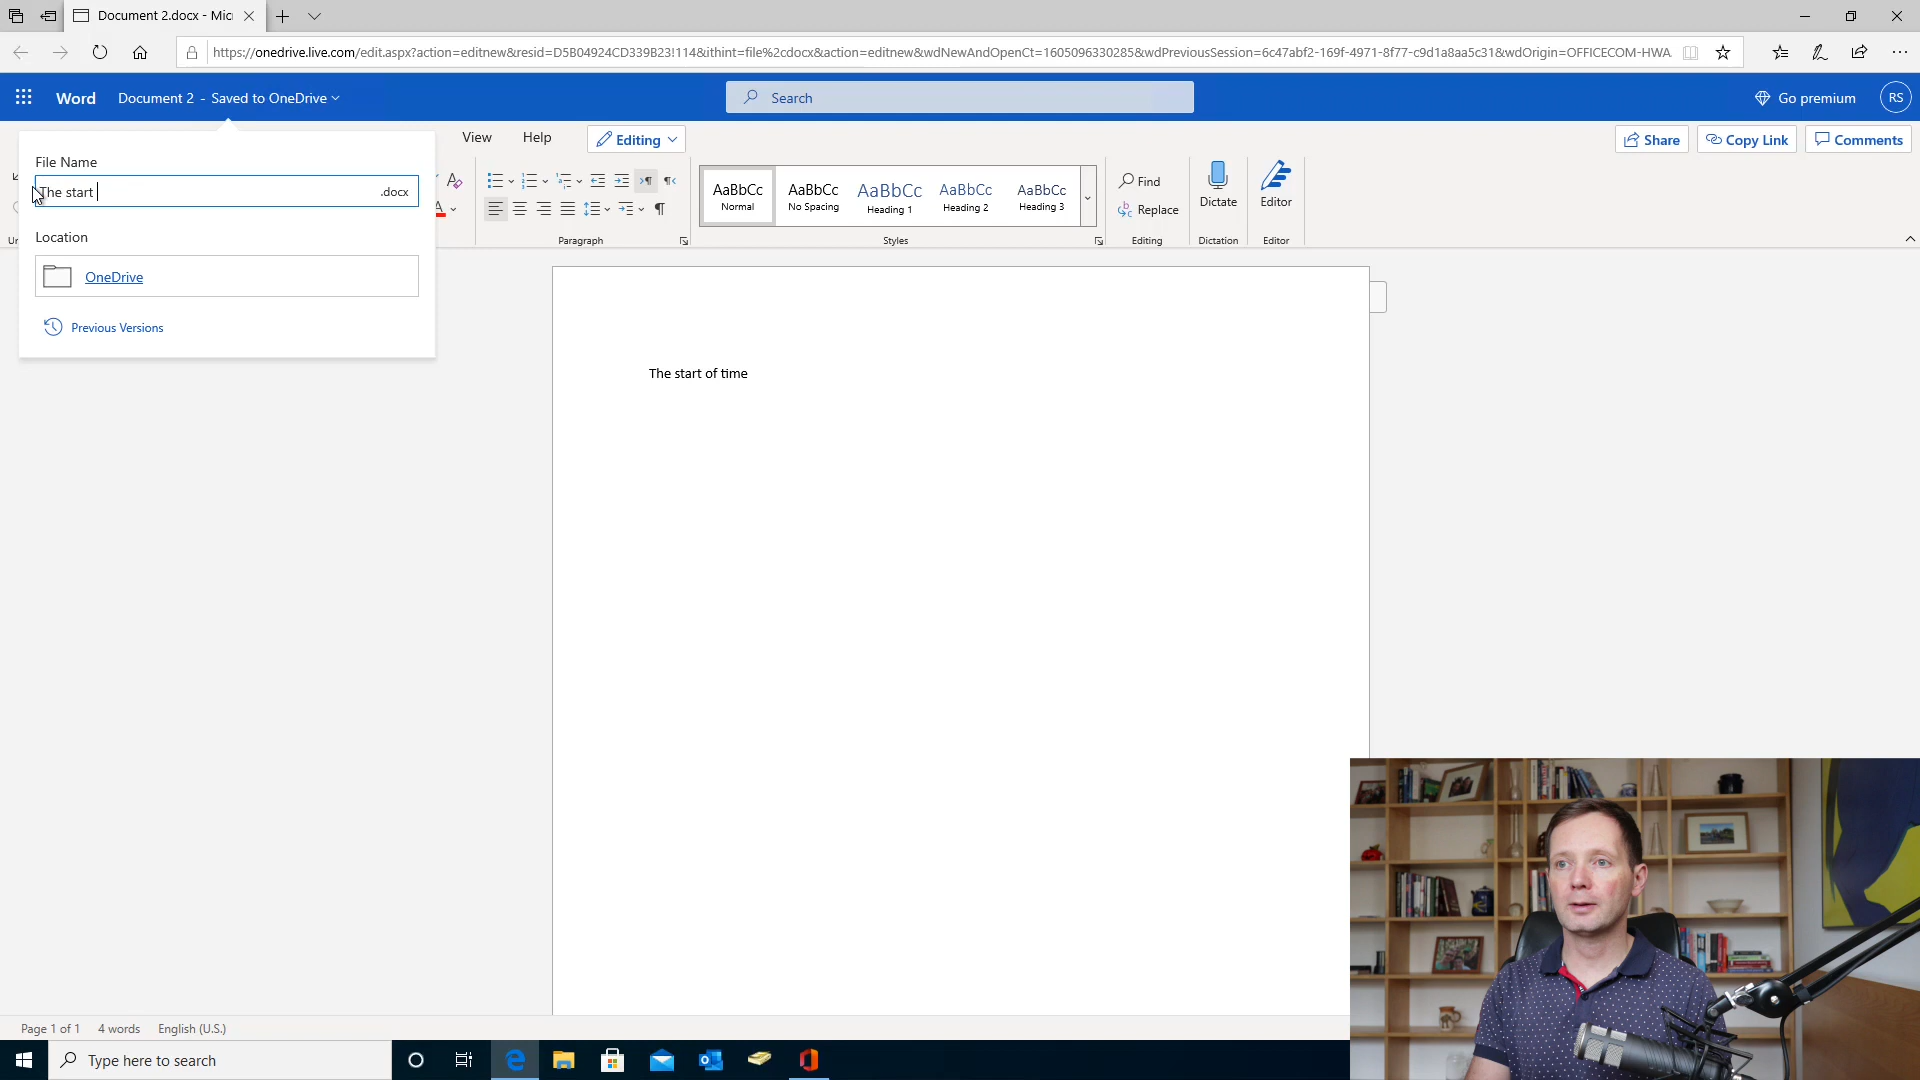 Document 2.docx - Mic
https://onedrive.live.com/edit.aspx?action=editnew&resid=D5B04924CD339B23!114&ithint=file%2cdocx&action=editnew&wdNewAndOpenCt=1605096330285&wdPreviousSession=6c47abf2-169f-4971-8f77-c9d1a8aa5c31&wdOrigin=OFFICECOM-HWA
Word Document 2 - Saved to OneDrive Search Go premium RS
View Help Editing Share Copy Link Comments
File Name
The start .docx
Location
OneDrive
Previous Versions
A
Paragraph
AaBbCc AaBbCc AaBbCc AaBbCc AaBbCc
Normal No Spacing Heading 1 Heading 2 Heading 3
Styles
Find
Replace
Editing
Dictate
Dictation
Editor
Editor
The start of time
Page 1 of 1 4 words English (U.S.)
Type here to search